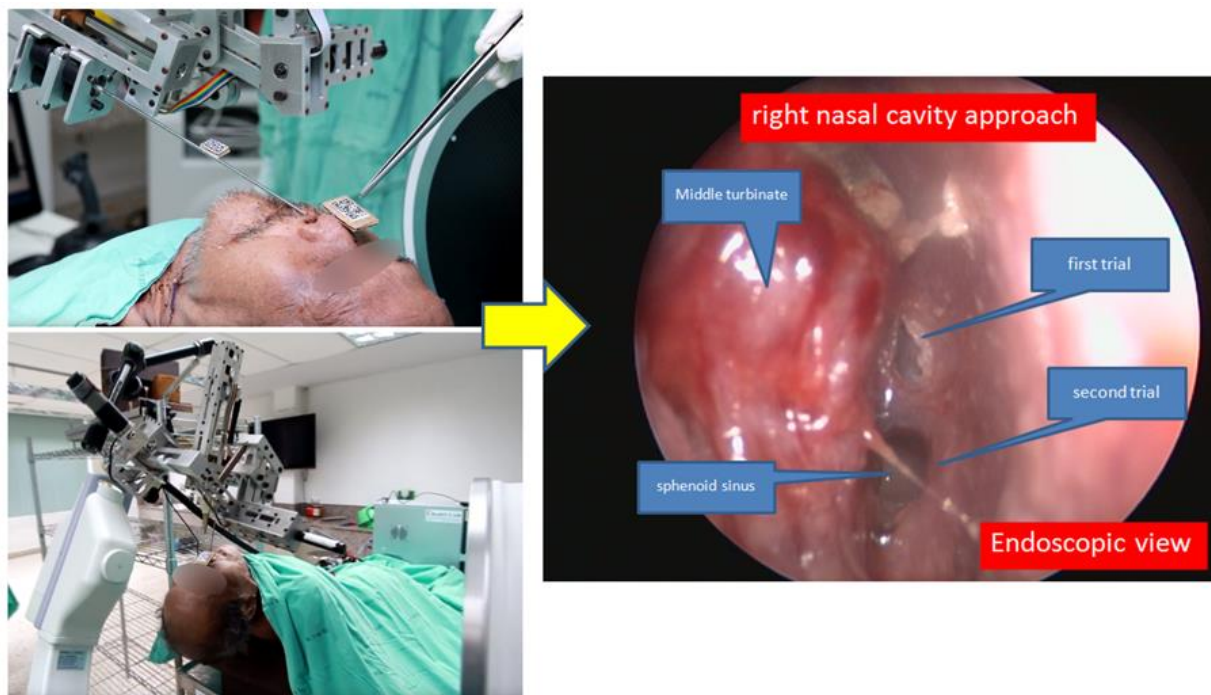 right nasal cavity approach
Middle turbinate
first trial
second trial
sphenoid sinus
Endoscopic view